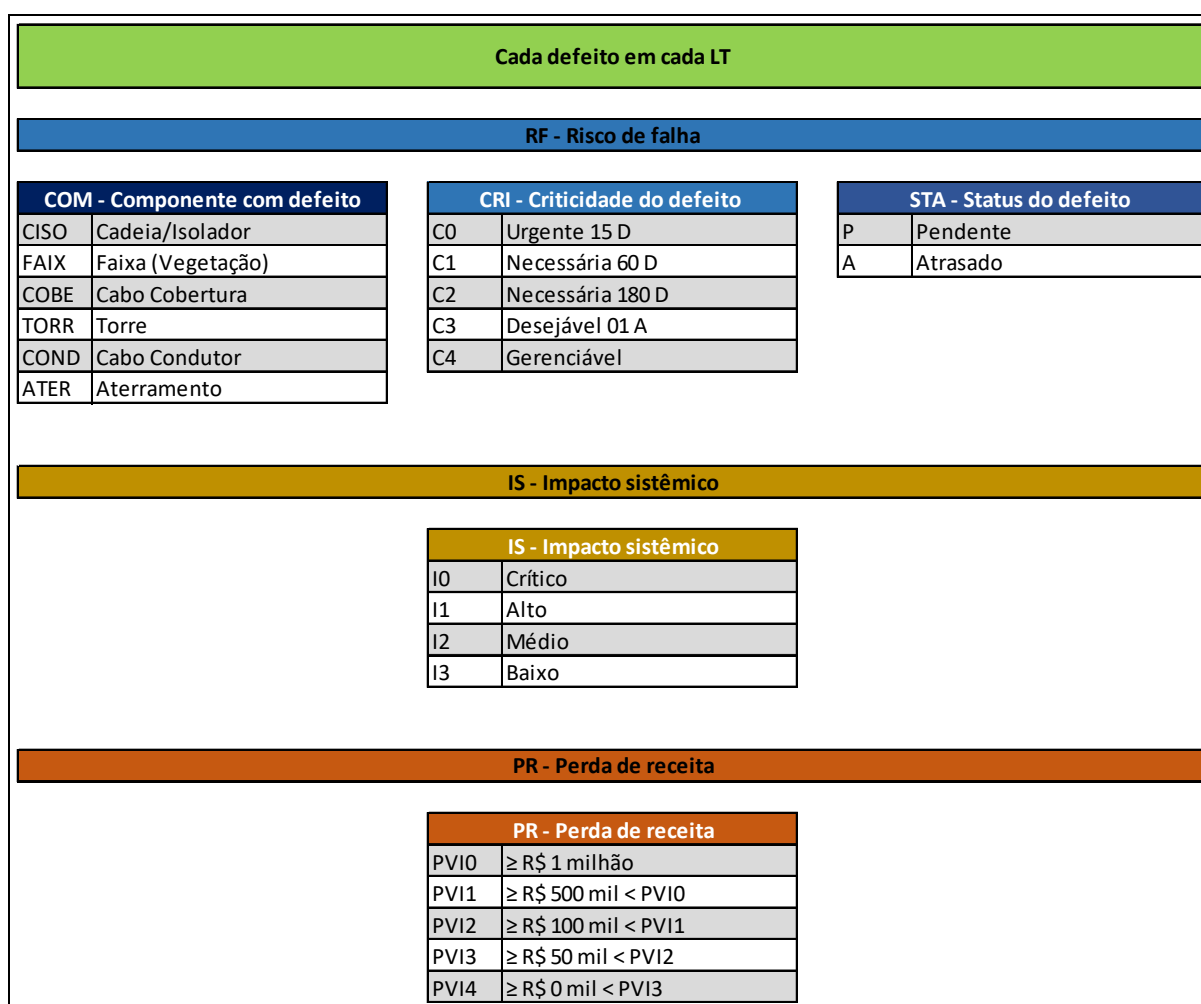 Cada defeito em cada LT
RF - Risco de falha
COM - Componente com defeito
CISO Cadeia/Isolador
FAIX Faixa (Vegetação)
COBE Cabo Cobertura
TORR Torre
COND Cabo Condutor
ATER Aterramento
CRI - Criticidade do defeito
C0 Urgente 15 D
C1 Necessária 60 D
C2 Necessária 180 D
C3 Desejável 01 A
C4 Gerenciável
STA - Status do defeito
P Pendente
A Atrasado
IS - Impacto sistêmico
IS - Impacto sistêmico
I0 Crítico
I1 Alto
I2 Médio
I3 Baixo
PR - Perda de receita
PR - Perda de receita
PVI0 ≥ R$ 1 milhão
PVI1 ≥ R$ 500 mil < PVI0
PVI2 ≥ R$ 100 mil < PVI1
PVI3 ≥ R$ 50 mil < PVI2
PVI4 ≥ R$ 0 mil < PVI3